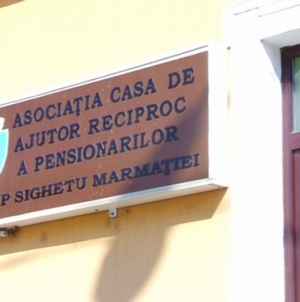 ASOCIAȚIA CASA DE
AJUTOR RECIPROC
A PENSIONARILOR
P SIGHETU MARMAȚIEI